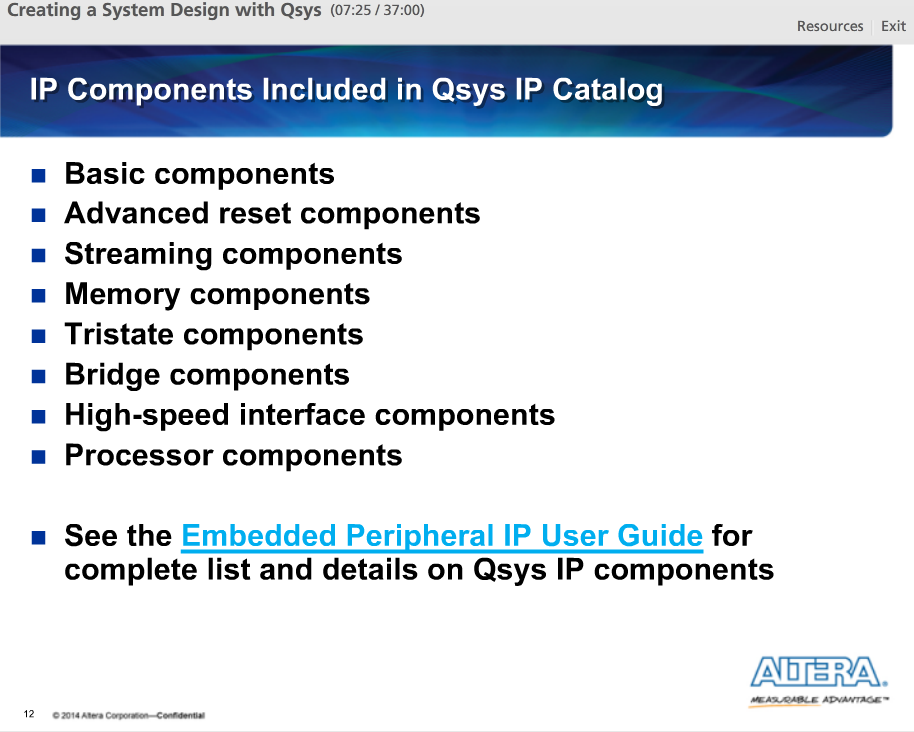 Creating a System Design with Qsys (07:25 / 37:00)
Resources Exit
IP Components Included in Qsys IP Catalog
Basic components
Advanced reset components
Streaming components
Memory components
Tristate components
Bridge components
High-speed interface components
Processor components
See the Embedded Peripheral IP User Guide for
complete list and details on Qsys IP components
ALTERA.
MEASURABLE ADVANTAGE™
12 © 2014 Altera Corporation—Confidential